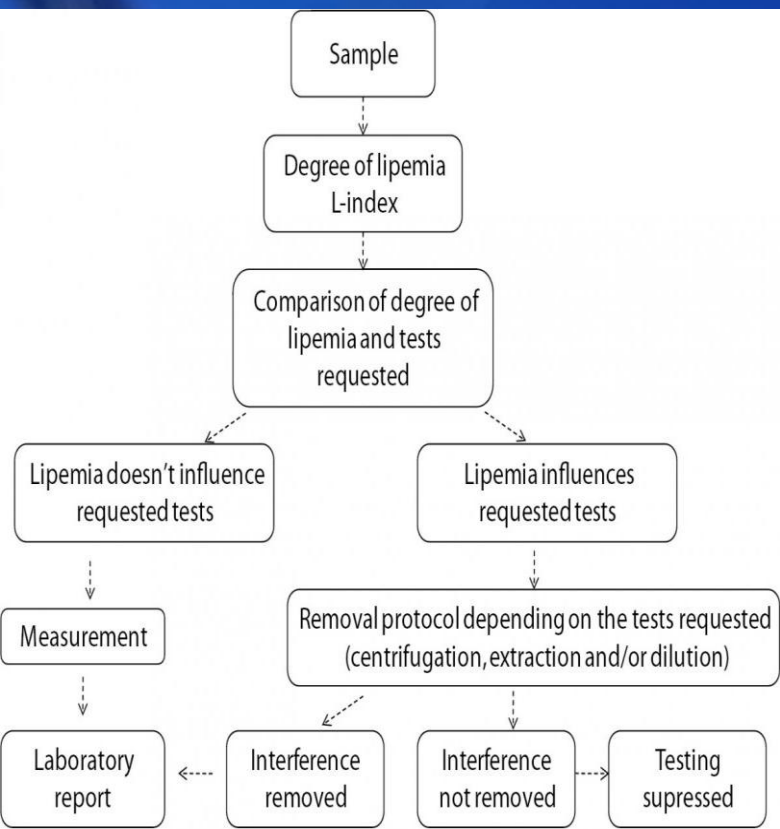 Sample
Degree of lipemia
L-index
Comparison of degree of
lipemia and tests
requested
Lipemia doesn't influence
requested tests
Lipemia influences
requested tests
Measurement
Removal protocol depending on the tests requested
(centrifugation, extraction and/or dilution)
Laboratory
report
Interference
removed
Interference
not removed
Testing
supressed